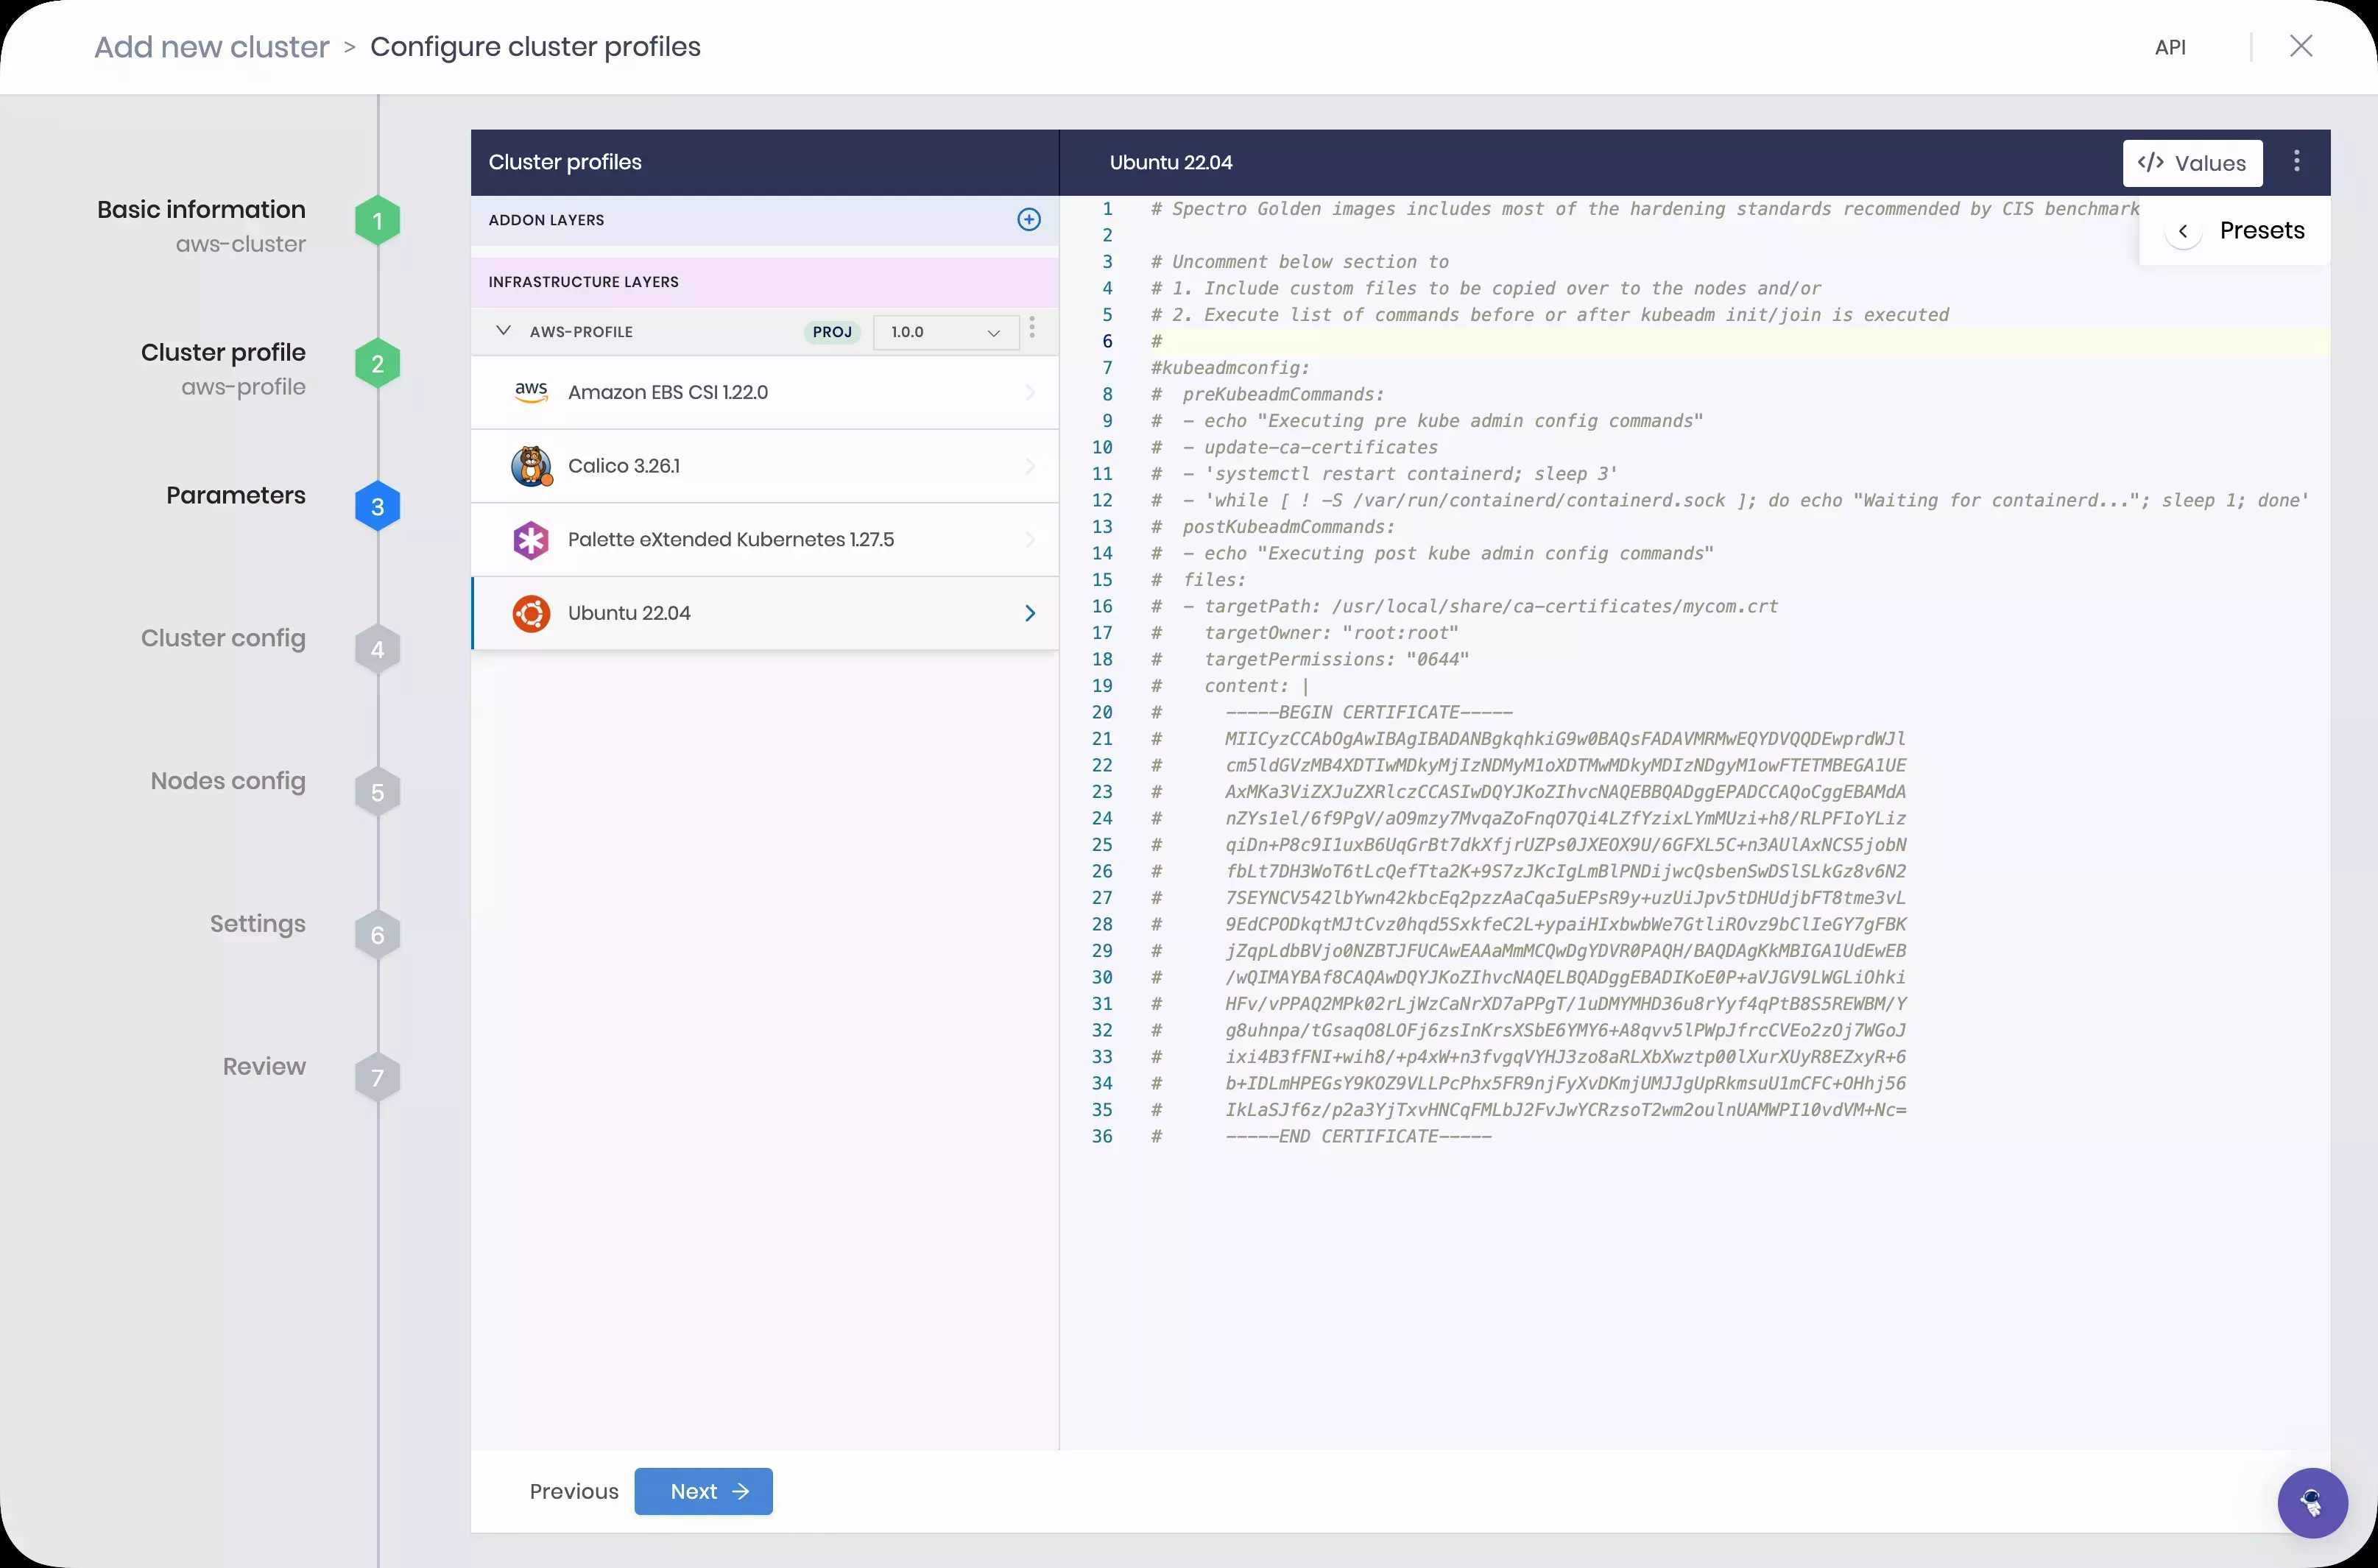 Add new cluster > Configure cluster profiles
API
Basic information
aws-cluster
1
Cluster profile
aws-profile
2
Parameters
3
Cluster config
4
Nodes config
5
Settings
6
Review
7
Cluster profiles
ADDON LAYERS
INFRASTRUCTURE LAYERS
AWS-PROFILE PROJ 1.0.0
aws Amazon EBS CSI 1.22.0
Calico 3.26.1
Palette eXtended Kubernetes 1.27.5
Ubuntu 22.04
Ubuntu 22.04
</> Values
Presets
1 # Spectro Golden images includes most of the hardening standards recommended by CIS benchmark
2
3 # Uncomment below section to
4 # 1. Include custom files to be copied over to the nodes and/or
5 # 2. Execute list of commands before or after kubeadm init/join is executed
6 #
7 #kubeadmconfig:
8 #  preKubeadmCommands:
9 #  - echo "Executing pre kube admin config commands"
10 #  - update-ca-certificates
11 #  - 'systemctl restart containerd; sleep 3'
12 #  - 'while [ ! -S /var/run/containerd/containerd.sock ]; do echo "Waiting for containerd..."; sleep 1; done'
13 #  postKubeadmCommands:
14 #  - echo "Executing post kube admin config commands"
15 #  files:
16 #  - targetPath: /usr/local/share/ca-certificates/mycom.crt
17 #    targetOwner: "root:root"
18 #    targetPermissions: "0644"
19 #    content: |
20 #      -----BEGIN CERTIFICATE-----
21 #      MIICyzCCAbOgAwIBAgIBADANBgkqhkiG9w0BAQsFADAVMRMwEQYDVQQDEwprdWJl
22 #      cm5ldGVzMB4XDTIwMDkyMjIzNDMyM1oXDTMwMDkyMDIzNDgyM1owFTETMBEGA1UE
23 #      AxMKa3ViZXJuZXRlczCCASIwDQYJKoZIhvcNAQEBBQADggEPADCCAQoCggEBAMdA
24 #      nZYs1el/6f9PgV/aO9mzy7MvqaZoFnqO7Qi4LZfYzixLYmMUzi+h8/RLPFIoYLiz
25 #      qiDn+P8c9I1uxB6UqGrBt7dkXfjrUZPs0JXEOX9U/6GFXL5C+n3AUlAxNCS5jobN
26 #      fbLt7DH3WoT6tLcQefTta2K+9S7zJKcIgLmBlPNDijwcQsbenSwDSlSLkGz8v6N2
27 #      7SEYNCV542lbYwn42kbcEq2pzzAaCqa5uEPsR9y+uzUiJpv5tDHUdjbFT8tme3vL
28 #      9EdCPODkqtMJtCvz0hqd5SxkfeC2L+ypaiHIxbwbWe7GtliROvz9bClIeGY7gFBK
29 #      jZqpLdbBVjo0NZBTJFUCAwEAAaMmMCQwDgYDVR0PAQH/BAQDAgKkMBIGA1UdEwEB
30 #      /wQIMAYBAf8CAQAwDQYJKoZIhvcNAQELBQADggEBADIKoE0P+aVJGV9LWGLiOhki
31 #      HFv/vPPAQ2MPk02rLjWzCaNrXD7aPPgT/1uDMYMHD36u8rYyf4qPtB8S5REWBM/Y
32 #      g8uhnpa/tGsaqO8LOFj6zsInKrsXSbE6YMY6+A8qvv5lPWpJfrcCVEo2zOj7WGoJ
33 #      ixi4B3fFNI+wih8/+p4xW+n3fvgqVYHJ3zo8aRLXbXwztp00lXurXUyR8EZxyR+6
34 #      b+IDLmHPEGsY9KOZ9VLLPcPhx5FR9njFyXvDKmjUMJJgUpRkmsuU1mCFC+OHhj56
35 #      IkLaSJf6z/p2a3YjTxvHNCqFMLbJ2FvJwYCRzsoT2wm2oulnUAMWPI10vdVM+Nc=
36 #      -----END CERTIFICATE-----
Previous
Next →